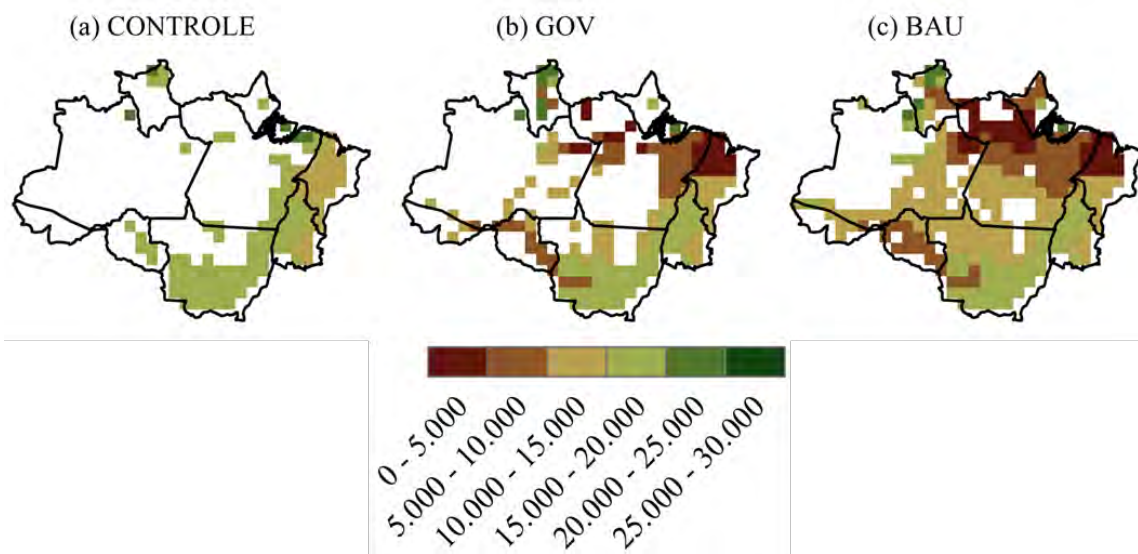 (a) CONTROLE
(b) GOV
(c) BAU
0 - 5.000
5.000 - 10.000
10.000 - 15.000
15.000 - 20.000
20.000 - 25.000
25.000 - 30.000